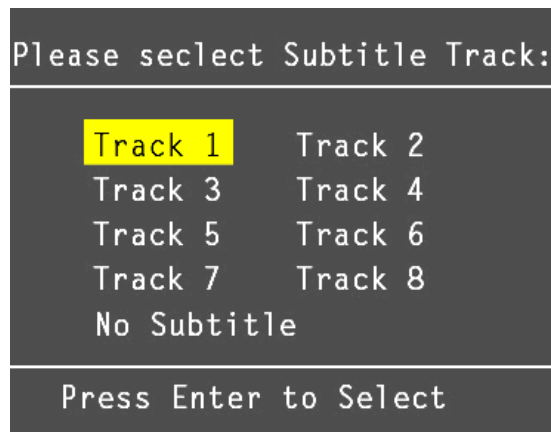 Please seclect Subtitle Track:
Track 1 Track 2
Track 3 Track 4
Track 5 Track 6
Track 7 Track 8
No Subtitle
Press Enter to Select